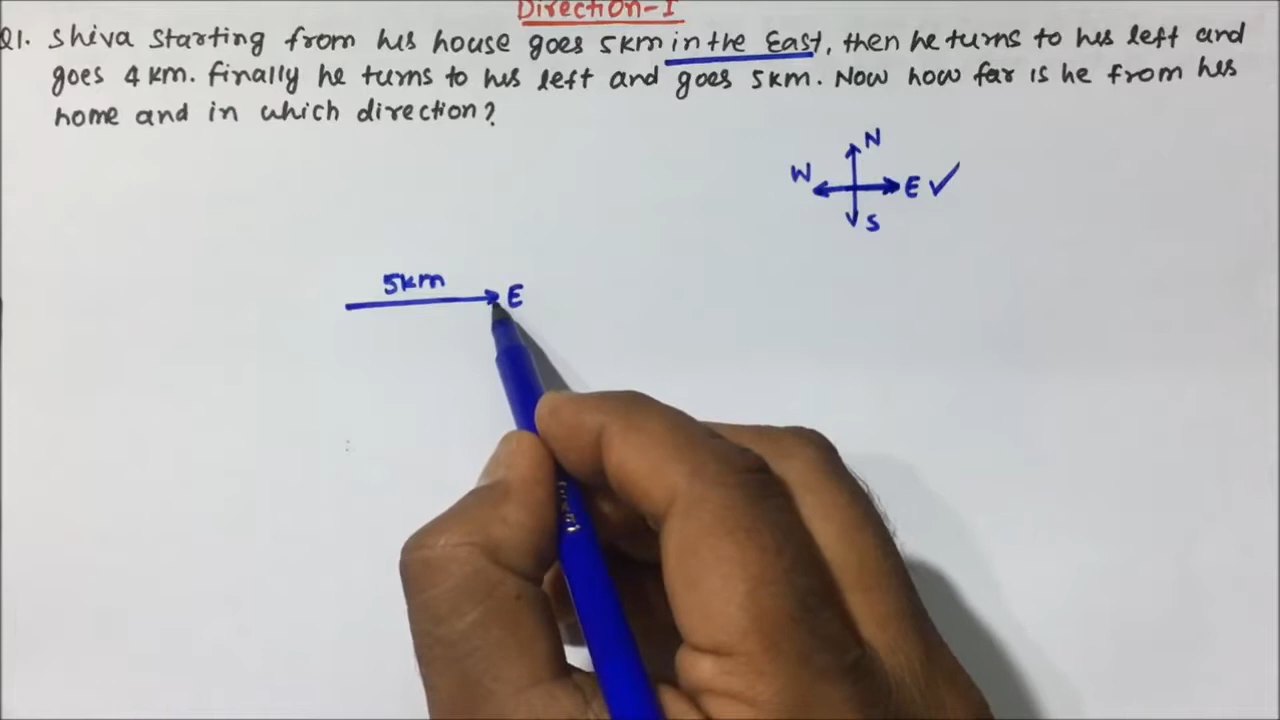 Direction-I
Q1. Shiva starting from his house goes 5km in the East, then he turns to his left and
goes 4 km. Finally he turns to his left and goes 5km. Now how far is he from his
home and in which direction?
N
W E ✓
S
5km
E